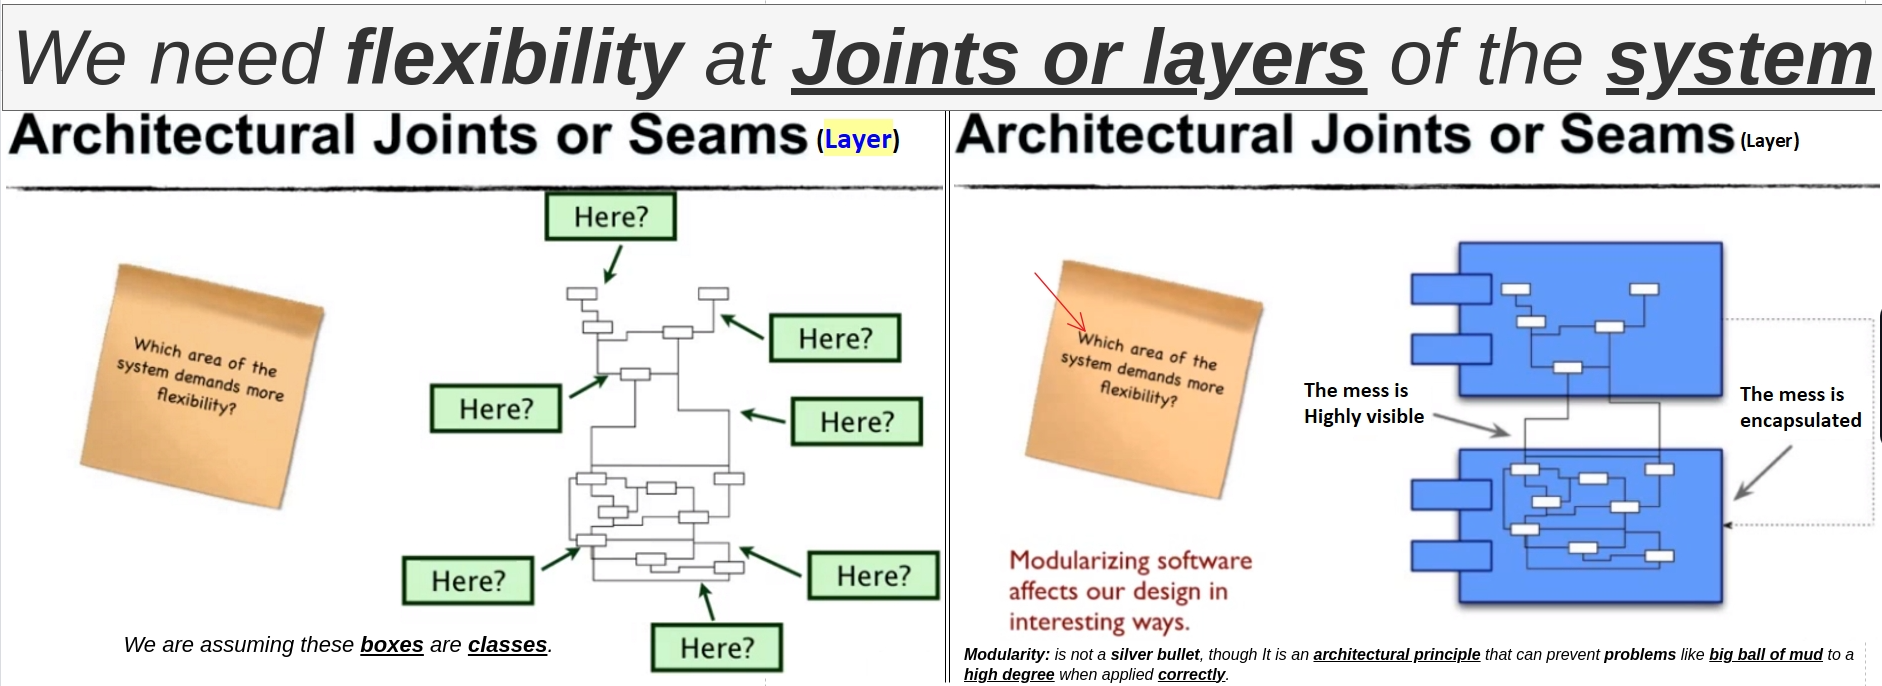 We need flexibility at Joints or layers of the system
Architectural Joints or Seams (Layer)
Here?
Which area of the
system demands more
flexibility?
Here?
Here?
Here?
Here?
Here?
Here?
We are assuming these boxes are classes.
Architectural Joints or Seams (Layer)
Which area of the
system demands more
flexibility?
The mess is
Highly visible
The mess is
encapsulated
Modularizing software
affects our design in
interesting ways.
Modularity: is not a silver bullet, though It is an architectural principle that can prevent problems like big ball of mud to a
high degree when applied correctly.